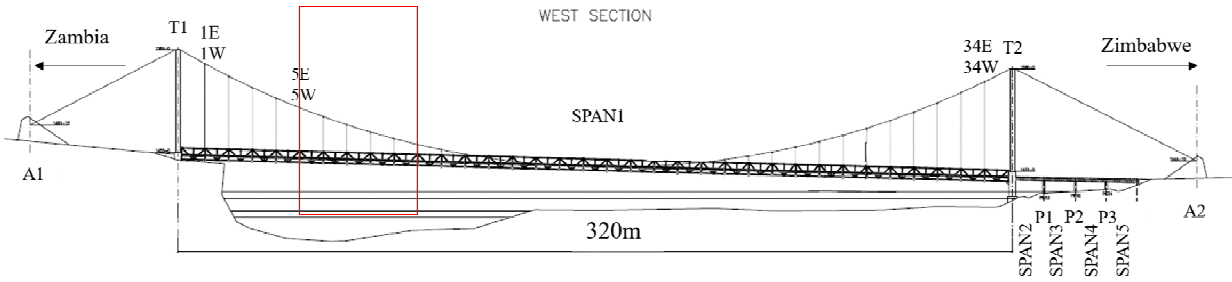 WEST SECTION
Zambia
T1
1E
1W
5E
5W
SPAN1
34E
34W
T2
Zimbabwe
A1
A2
320m
P1
P2
P3
SPAN2
SPAN3
SPAN4
SPAN5